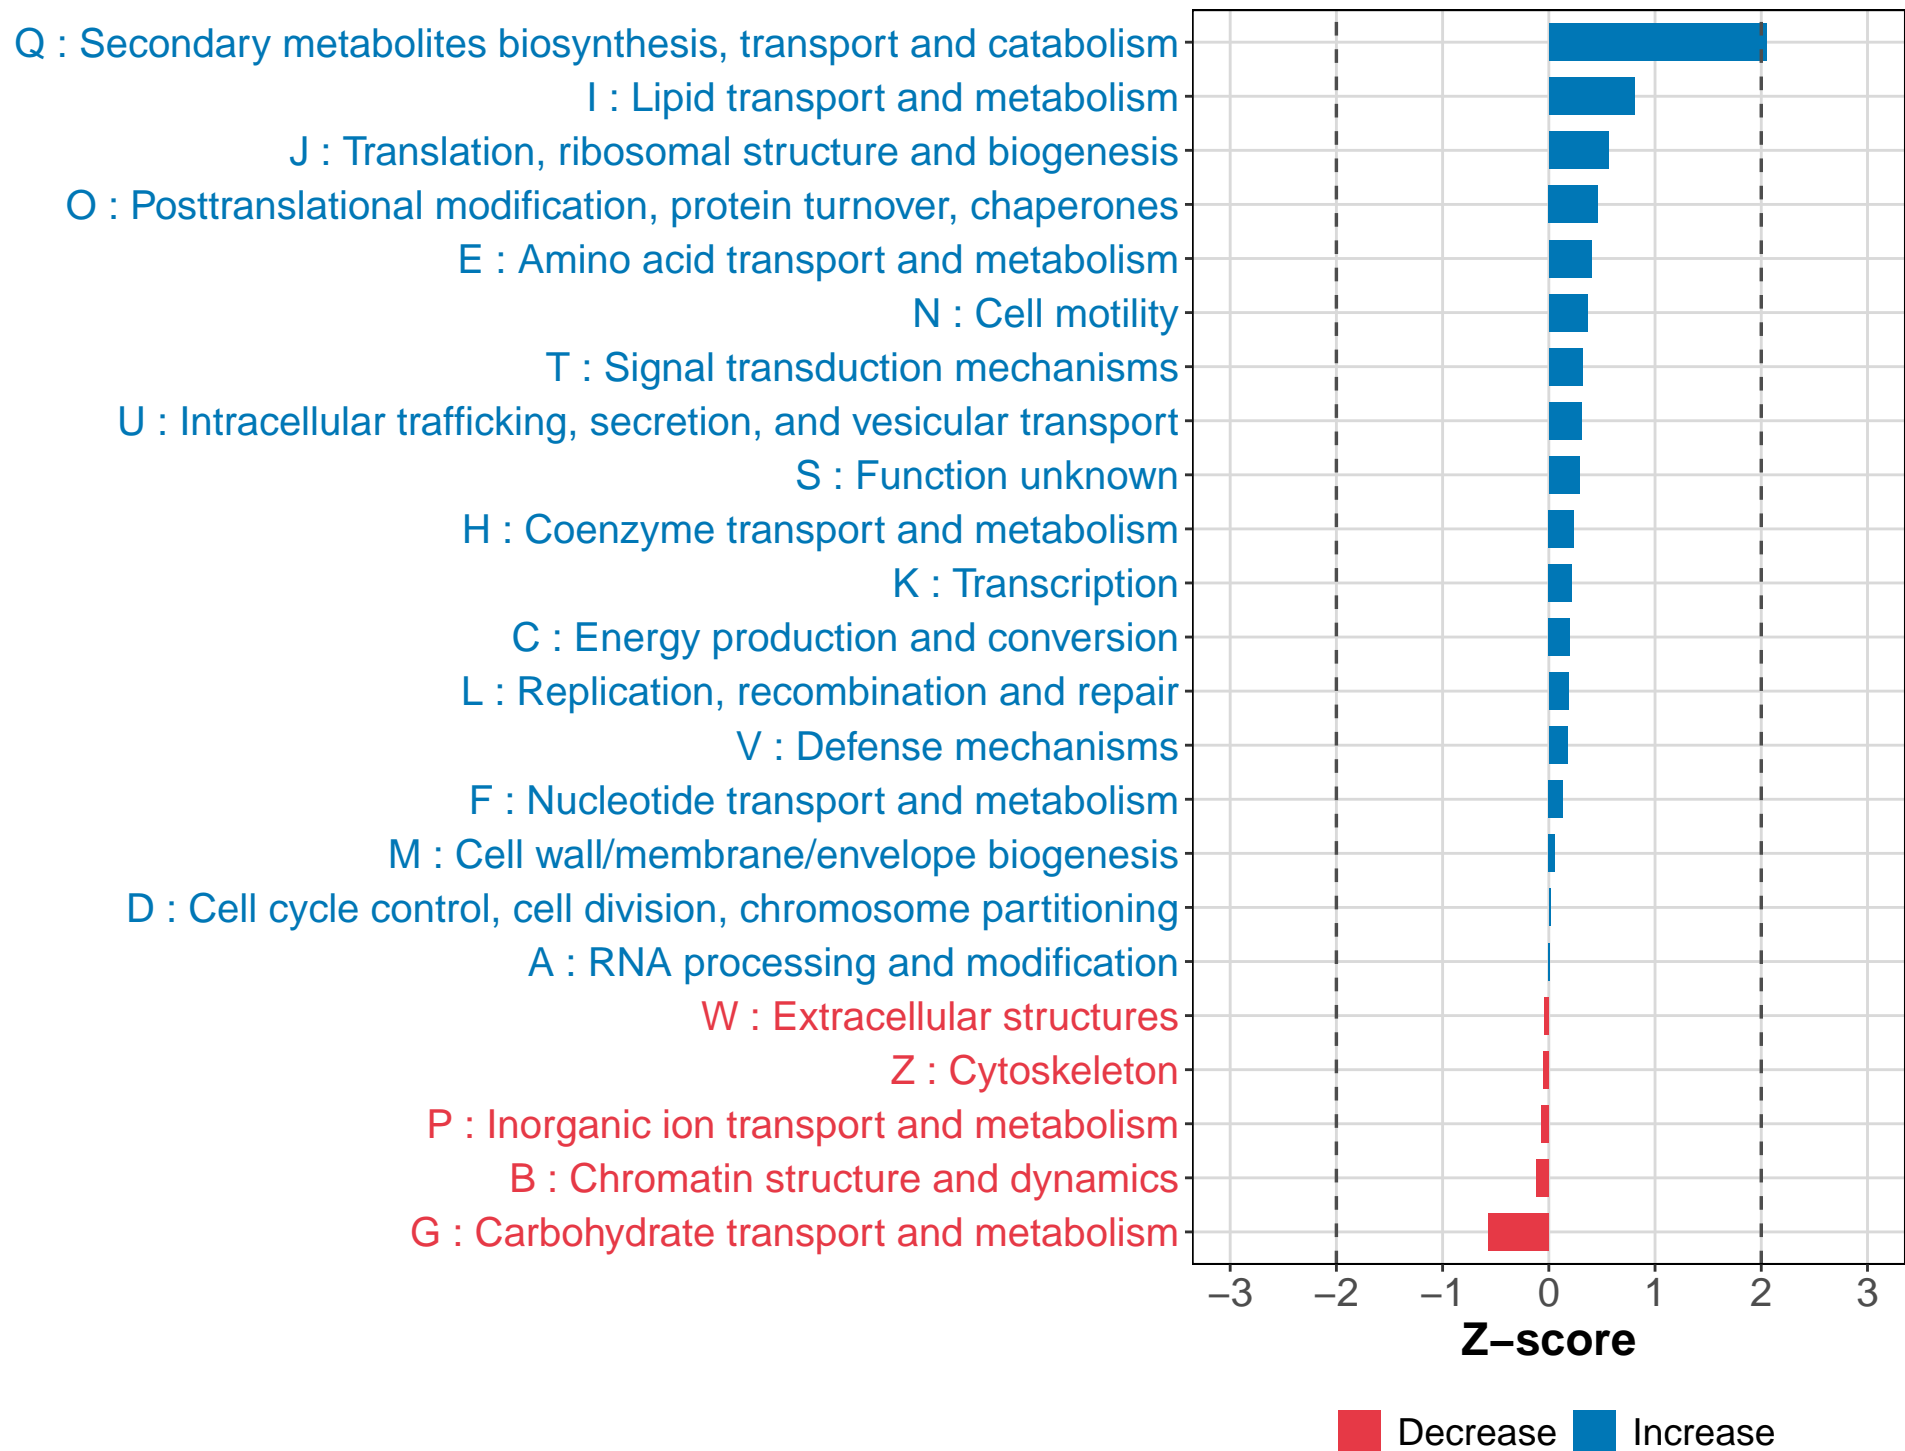 Q : Secondary metabolites biosynthesis, transport and catabolism
I : Lipid transport and metabolism
J : Translation, ribosomal structure and biogenesis
O : Posttranslational modification, protein turnover, chaperones
E : Amino acid transport and metabolism
N : Cell motility
T : Signal transduction mechanisms
U : Intracellular trafficking, secretion, and vesicular transport
S : Function unknown
H : Coenzyme transport and metabolism
K : Transcription
C : Energy production and conversion
L : Replication, recombination and repair
V : Defense mechanisms
F : Nucleotide transport and metabolism
M : Cell wall/membrane/envelope biogenesis
D : Cell cycle control, cell division, chromosome partitioning
A : RNA processing and modification
W : Extracellular structures
Z : Cytoskeleton
P : Inorganic ion transport and metabolism
B : Chromatin structure and dynamics
G : Carbohydrate transport and metabolism
−3 −2 −1 0 1 2 3
Z−score
Decrease Increase